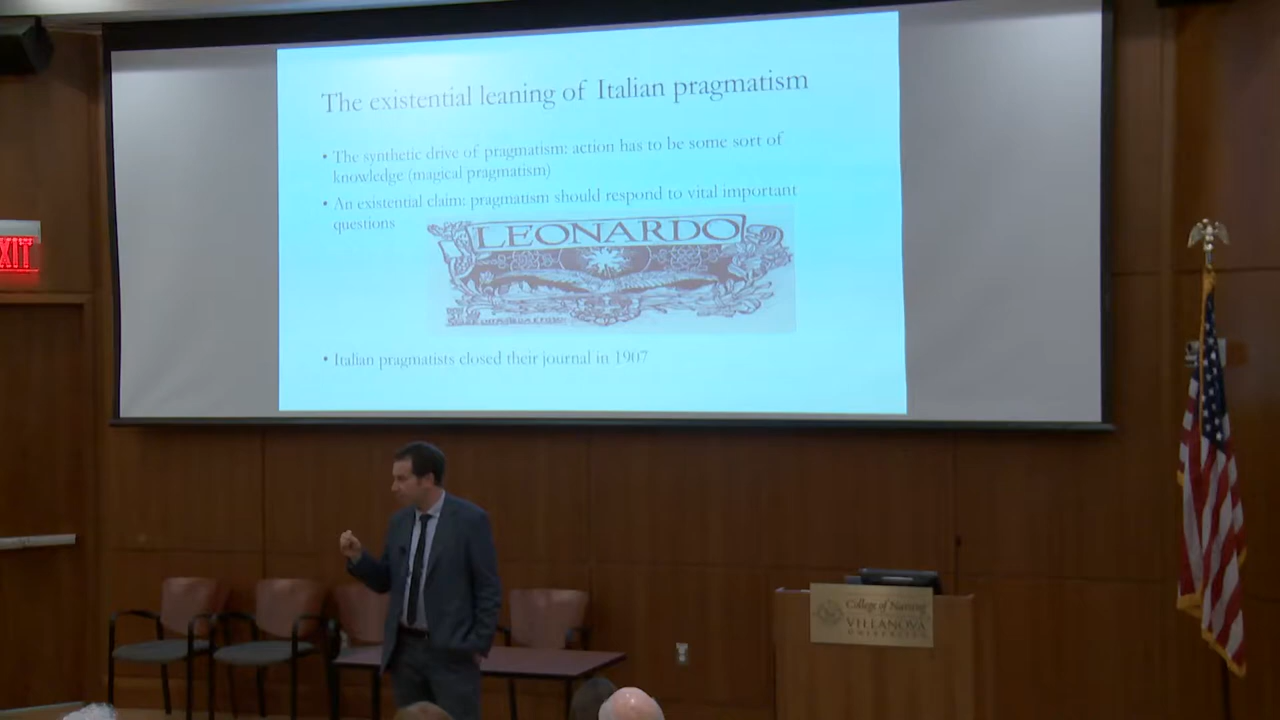 The existential leaning of Italian pragmatism
• The synthetic drive of pragmatism: action has to be some sort of
knowledge (magical pragmatism)
• An existential claim: pragmatism should respond to vital important
questions
LEONARDO
• Italian pragmatists closed their journal in 1907
XIT
College of Nursing
VILLANOVA
UNIVERSITY